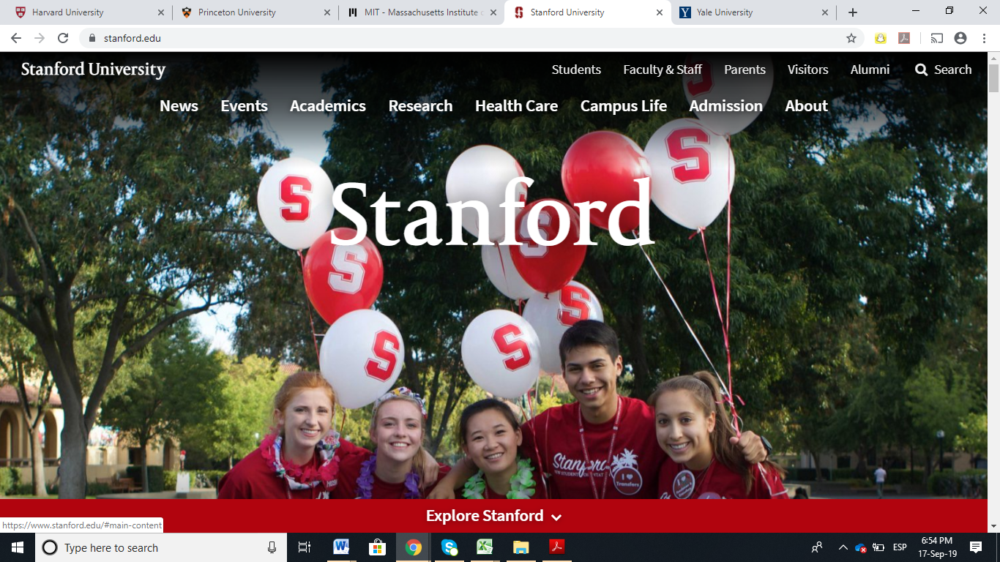 Harvard University
Princeton University
MIT - Massachusetts Institute
Stanford University
Yale University
stanford.edu
Stanford University
Students Faculty & Staff Parents Visitors Alumni Search
News Events Academics Research Health Care Campus Life Admission About
Stanford
S
S
S
S
S
S
S
S
Stanford
I ♥
Transfers
Explore Stanford
https://www.stanford.edu/#main-content
Type here to search
ESP
6:54 PM
17-Sep-19